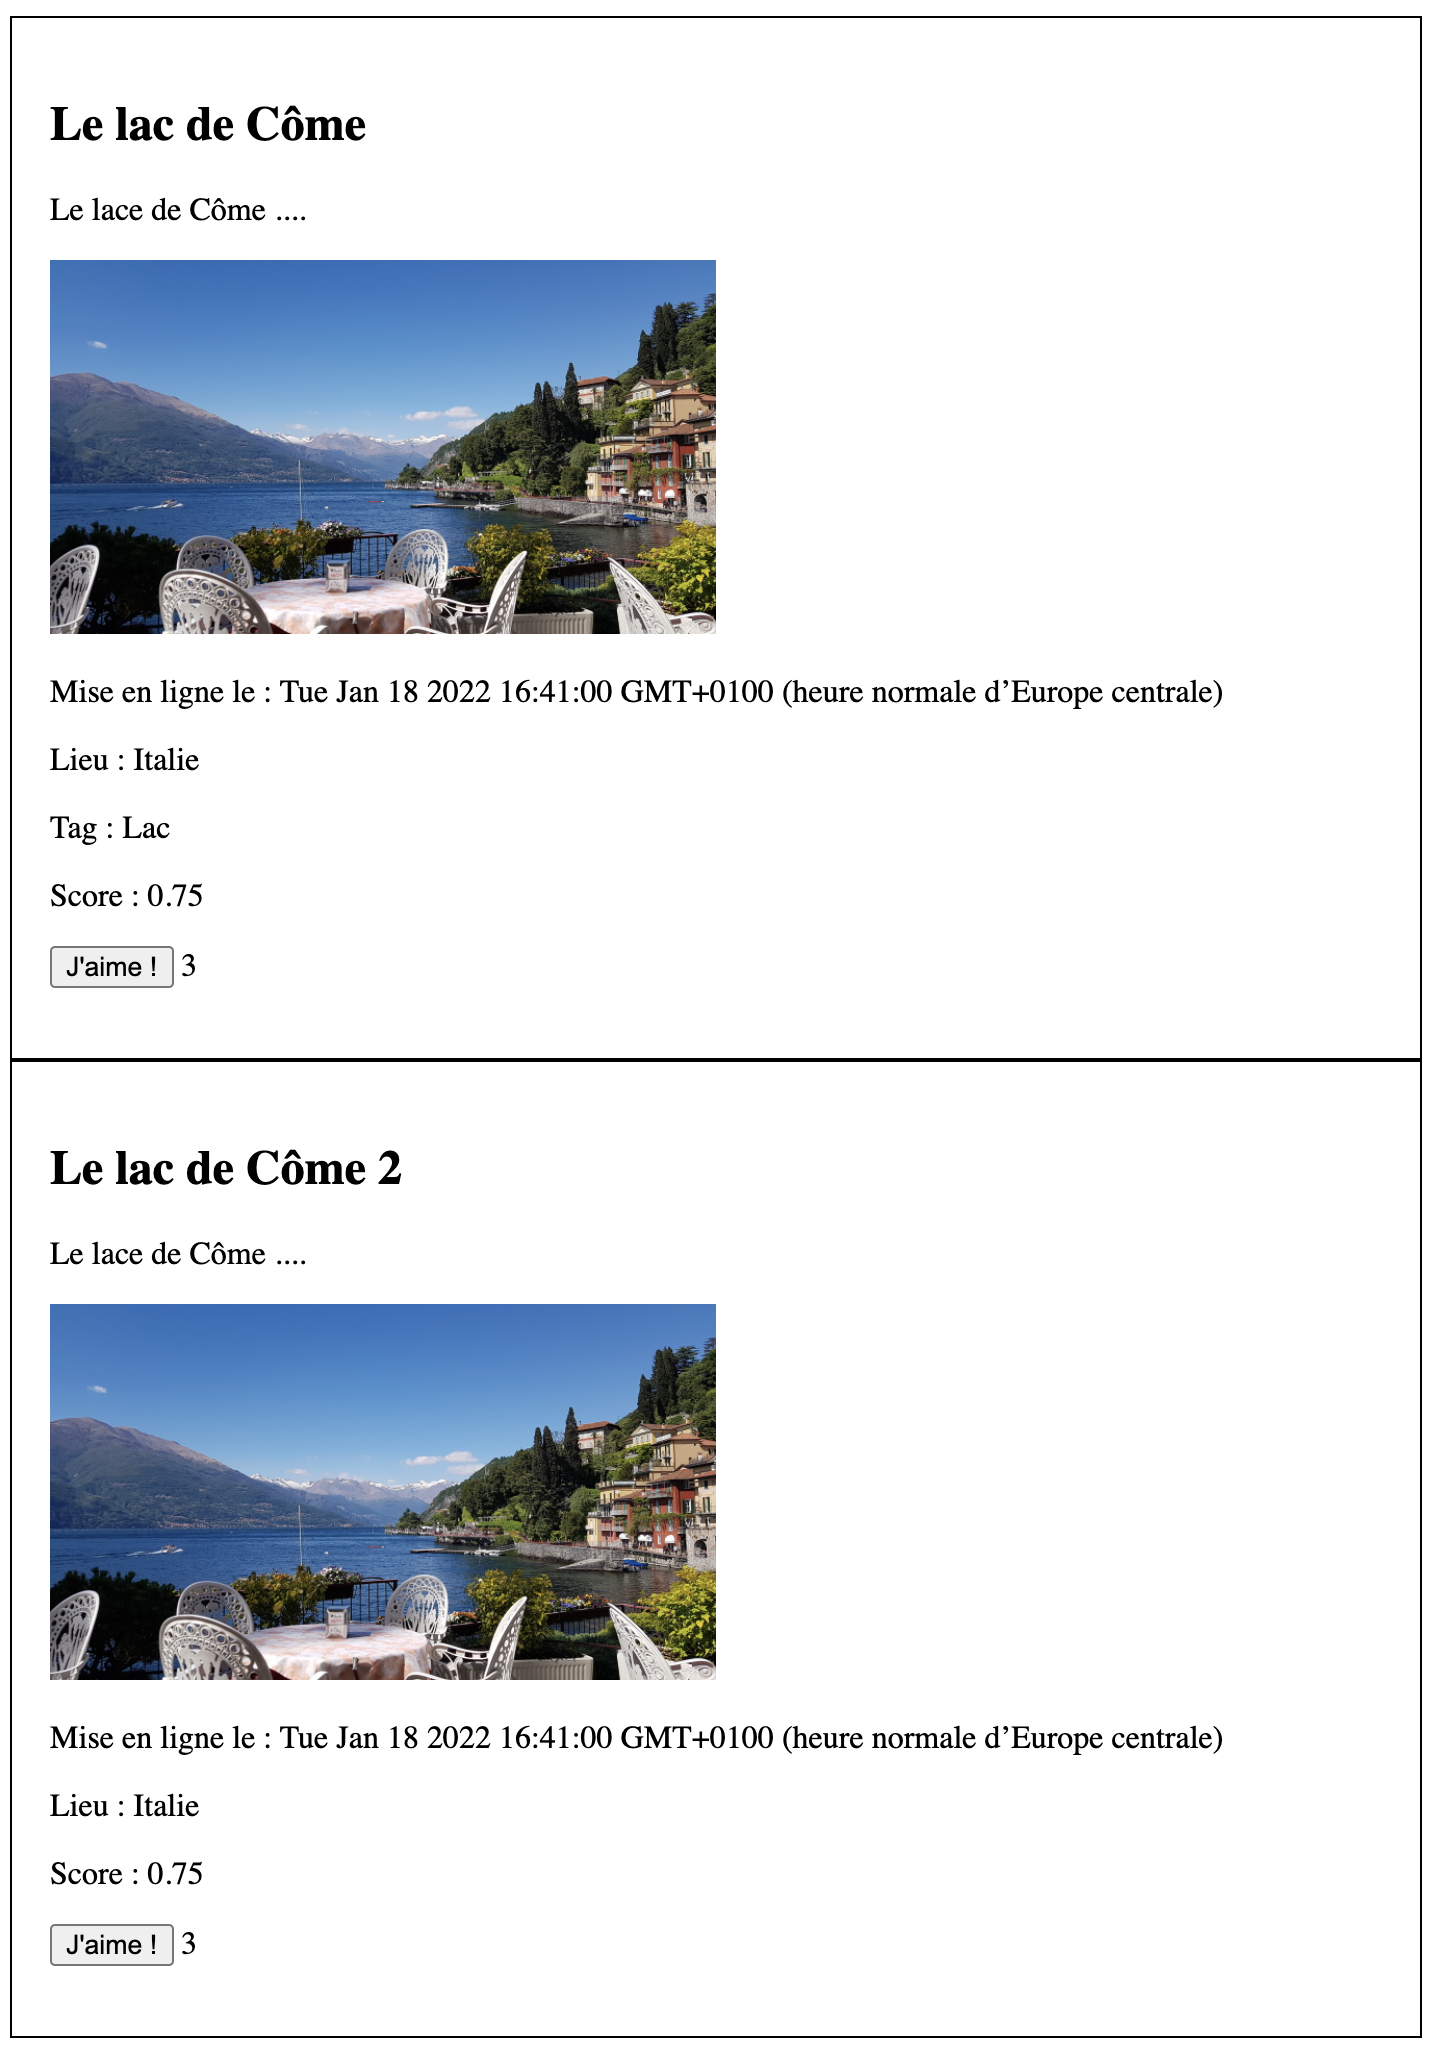 Le lac de Côme
Le lace de Côme ....
Mise en ligne le : Tue Jan 18 2022 16:41:00 GMT+0100 (heure normale d’Europe centrale)
Lieu : Italie
Tag : Lac
Score : 0.75
J'aime ! 3
Le lac de Côme 2
Le lace de Côme ....
Mise en ligne le : Tue Jan 18 2022 16:41:00 GMT+0100 (heure normale d’Europe centrale)
Lieu : Italie
Score : 0.75
J'aime ! 3